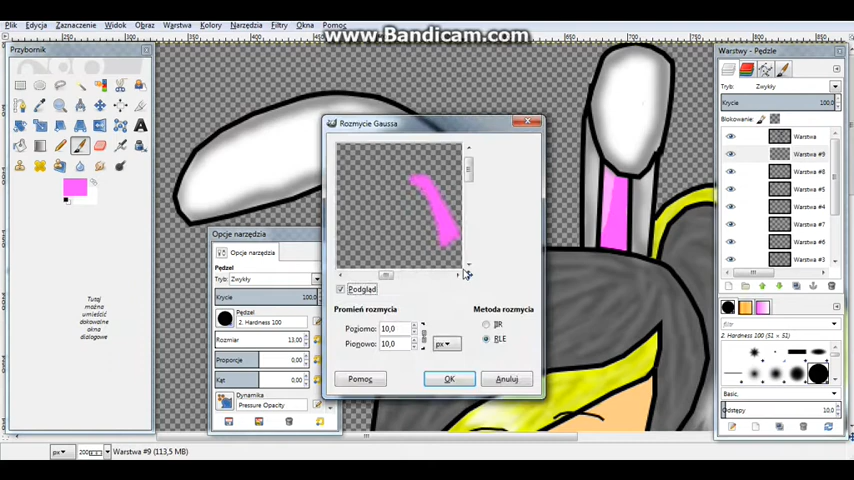 Plik Edycja Zaznaczenie Widok Obraz Warstwa Kolory Narzędzia Filtry Okna Pomoc
www.Bandicam.com
Przybornik
Tutaj
można
umieścić
dokowalne
okna
dialogowe
Opcje narzędzia
Opcje narzędzia
Pędzel
Tryb: Zwykły
Krycie 100,0
Pędzel
2. Hardness 100
Rozmiar 13,00
Proporcje 0,00
Kąt 0,00
Dynamika
Pressure Opacity
Rozmycie Gaussa
Podgląd
Promień rozmycia
Poziomo: 10,0
Pionowo: 10,0
px
Metoda rozmycia
IIR
RLE
Pomoc
OK
Anuluj
Warstwy - Pędzle
Tryb: Zwykły
Krycie 100,0
Blokowanie:
Warstwa
Warstwa #9
Warstwa #8
Warstwa #5
Warstwa #4
Warstwa #7
Warstwa #6
Warstwa #3
filtr
2. Hardness 100 (51 × 51)
Basic,
Odstępy 10,0
px
200
Warstwa #9 (113,5 MB)